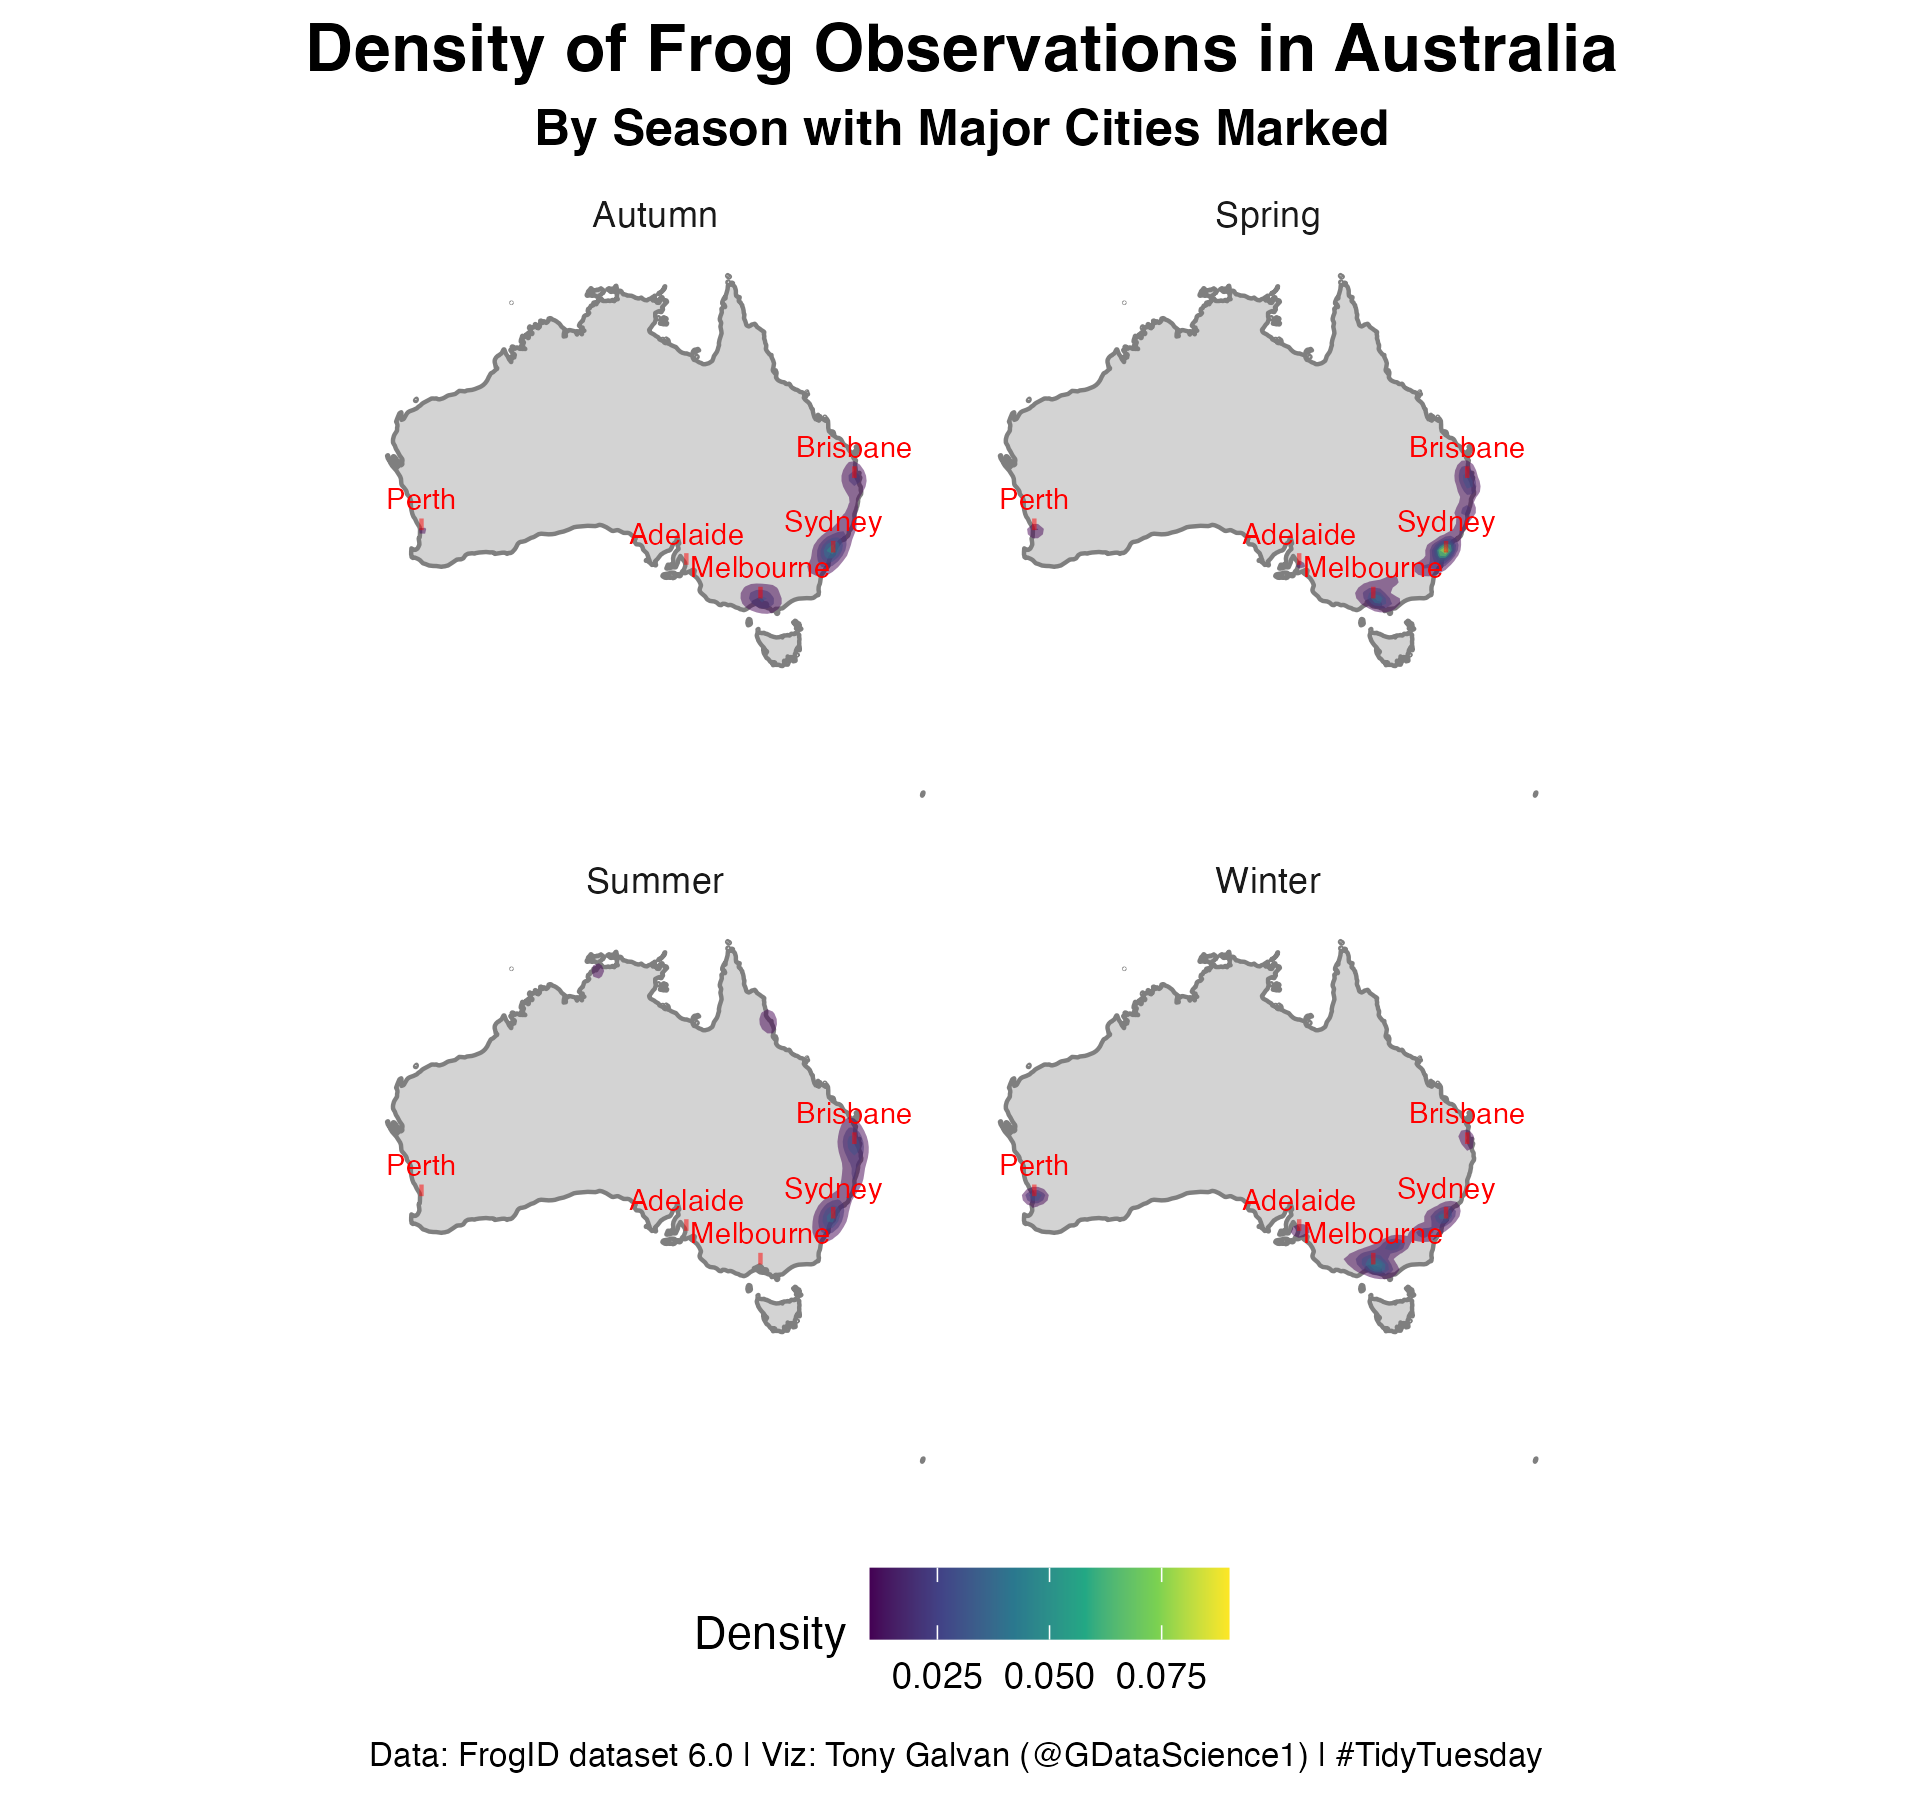 Density of Frog Observations in Australia
By Season with Major Cities Marked
Autumn
Brisbane
Perth
Sydney
Adelaide
Melbourne
Spring
Brisbane
Perth
Sydney
Adelaide
Melbourne
Summer
Brisbane
Perth
Sydney
Adelaide
Melbourne
Winter
Brisbane
Perth
Sydney
Adelaide
Melbourne
Density
0.025 0.050 0.075
Data: FrogID dataset 6.0 | Viz: Tony Galvan (@GDataScience1) | #TidyTuesday